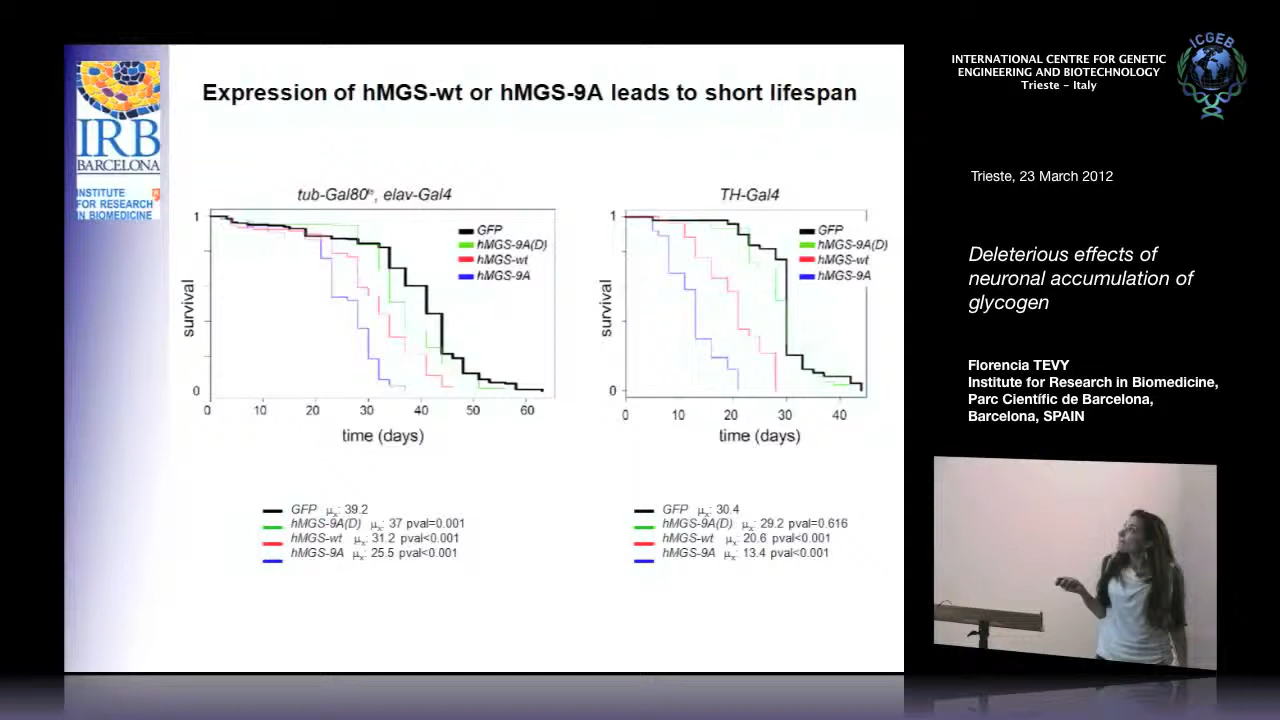 Expression of hMGS-wt or hMGS-9A leads to short lifespan
IRB
BARCELONA
INSTITUTE
FOR RESEARCH
IN BIOMEDICINE
tub-Gal80ts, elav-Gal4
1
GFP
hMGS-9A(D)
hMGS-wt
hMGS-9A
survival
0
0 10 20 30 40 50 60
time (days)
GFP μx: 39.2
hMGS-9A(D) μx: 37 pval=0.001
hMGS-wt μx: 31.2 pval<0.001
hMGS-9A μx: 25.5 pval<0.001
TH-Gal4
1
GFP
hMGS-9A(D)
hMGS-wt
hMGS-9A
survival
0
0 10 20 30 40
time (days)
GFP μx: 30.4
hMGS-9A(D) μx: 29.2 pval=0.616
hMGS-wt μx: 20.6 pval<0.001
hMGS-9A μx: 13.4 pval<0.001
INTERNATIONAL CENTRE FOR GENETIC
ENGINEERING AND BIOTECHNOLOGY
Trieste - Italy
ICGEB
Trieste, 23 March 2012
Deleterious effects of
neuronal accumulation of
glycogen
Florencia TEVY
Institute for Research in Biomedicine,
Parc Científic de Barcelona,
Barcelona, SPAIN